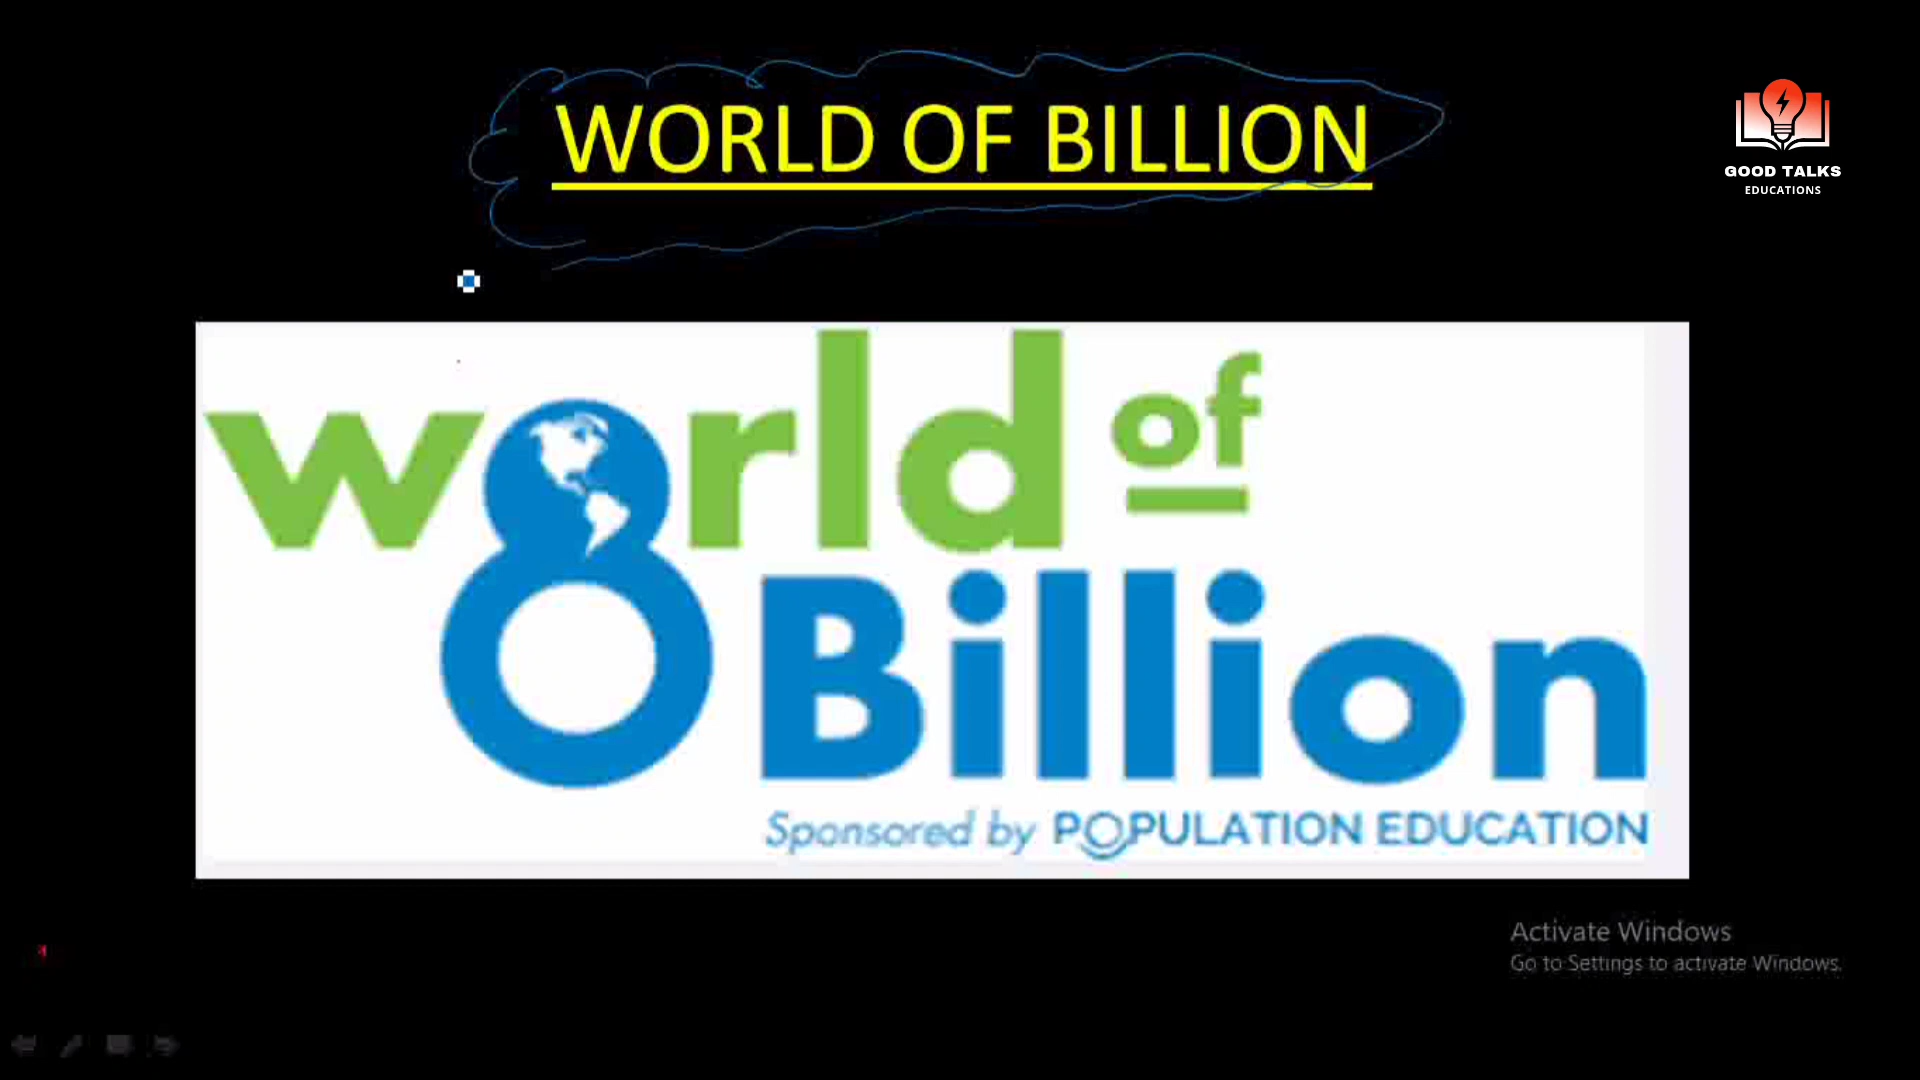 WORLD OF BILLION
GOOD TALKS
EDUCATIONS
world of
8 Billion
Sponsored by POPULATION EDUCATION
Activate Windows
Go to Settings to activate Windows.